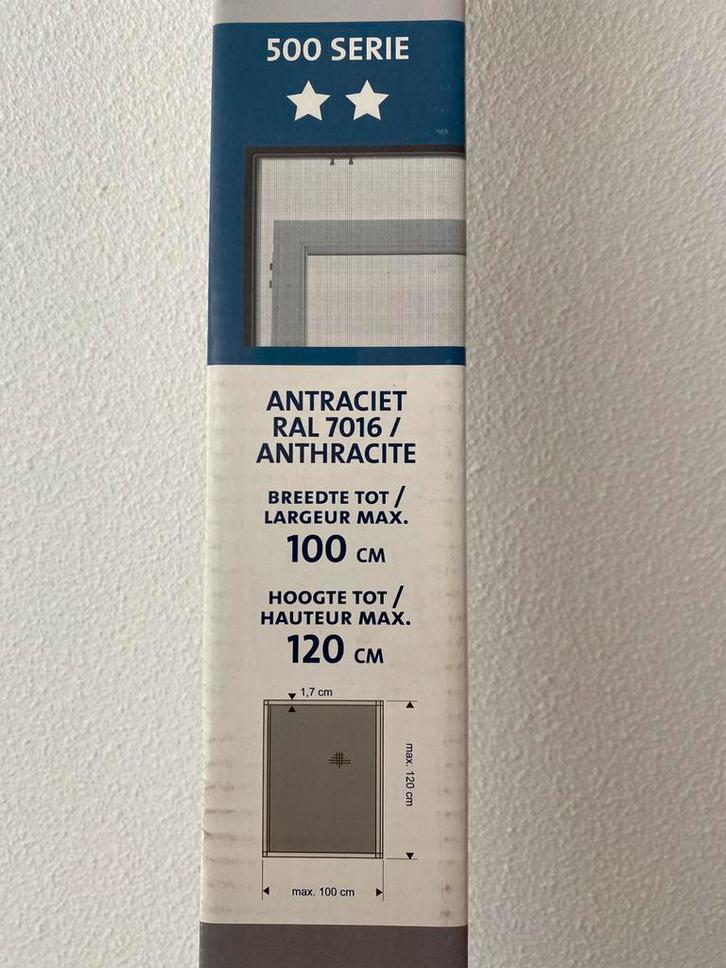 500 SERIE
ANTRACIET
RAL 7016 /
ANTHRACITE
BREEDTE TOT /
LARGEUR MAX.
100 CM
HOOGTE TOT /
HAUTEUR MAX.
120 CM
1,7 cm
max. 120 cm
max. 100 cm